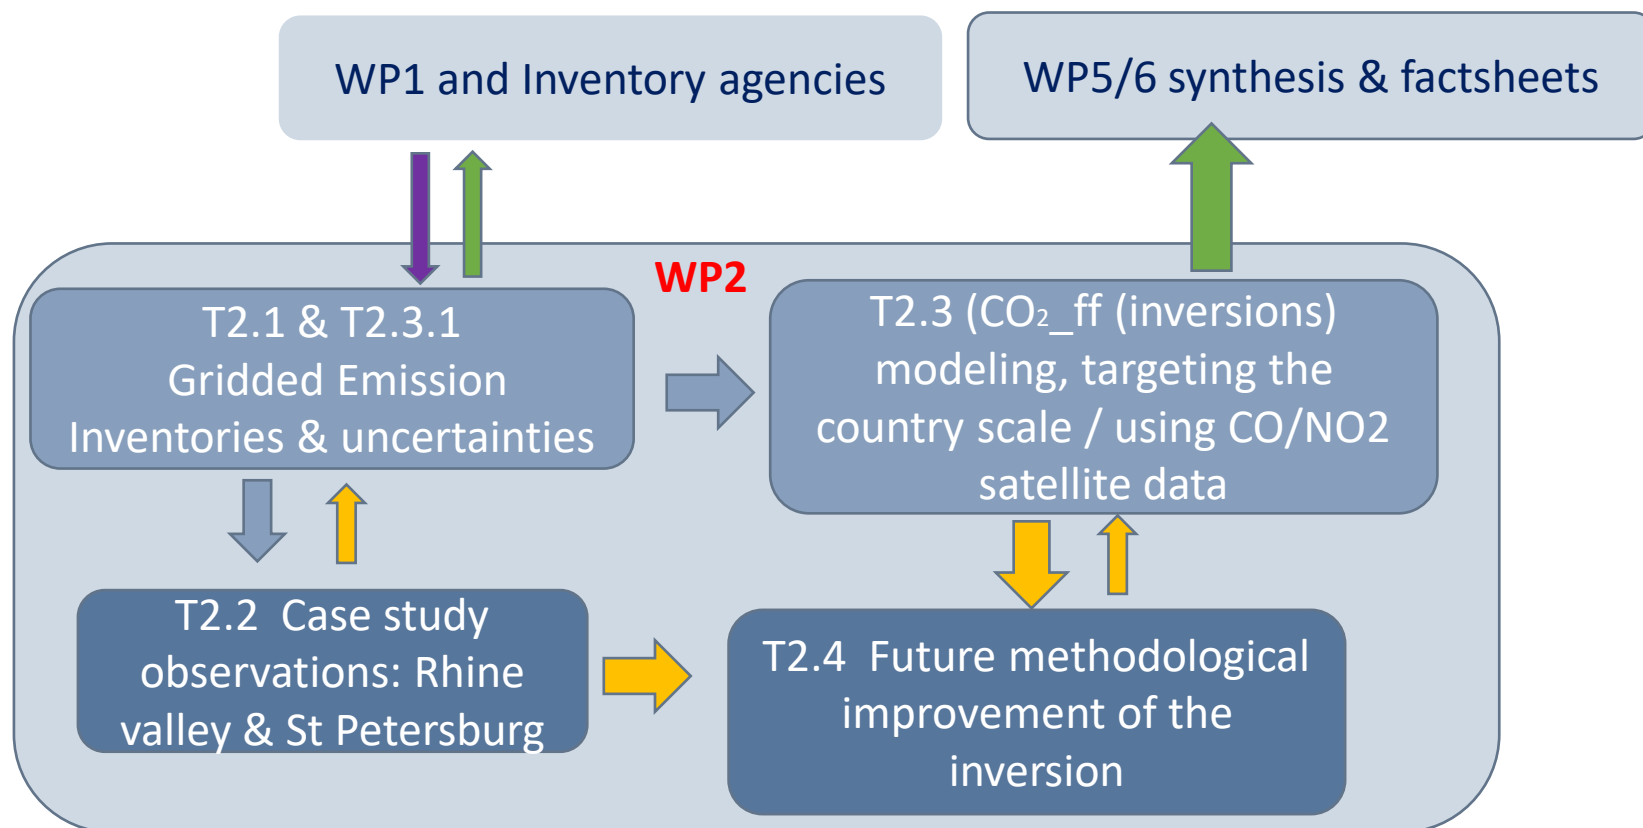 WP1 and Inventory agencies
WP5/6 synthesis & factsheets
WP2
T2.1 & T2.3.1
Gridded Emission
Inventories & uncertainties
T2.3 (CO₂_ff (inversions)
modeling, targeting the
country scale / using CO/NO2
satellite data
T2.2  Case study
observations: Rhine
valley & St Petersburg
T2.4  Future methodological
improvement of the
inversion